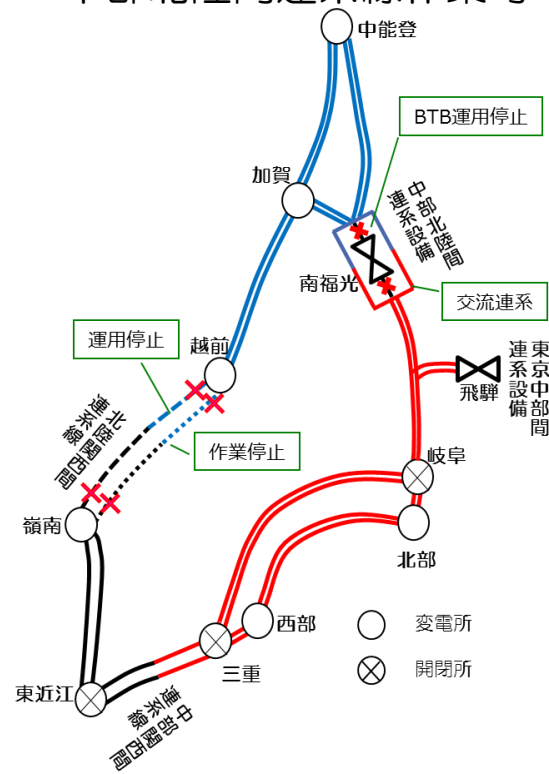 中能登
BTB運用停止
加賀
中部北陸間
連系設備
南福光
交流連系
運用停止
越前
東京中部間
連系設備
飛騨
北陸関西間
連系線
作業停止
岐阜
嶺南
北部
西部
変電所
三重
開閉所
東近江
中部関西間
連系線